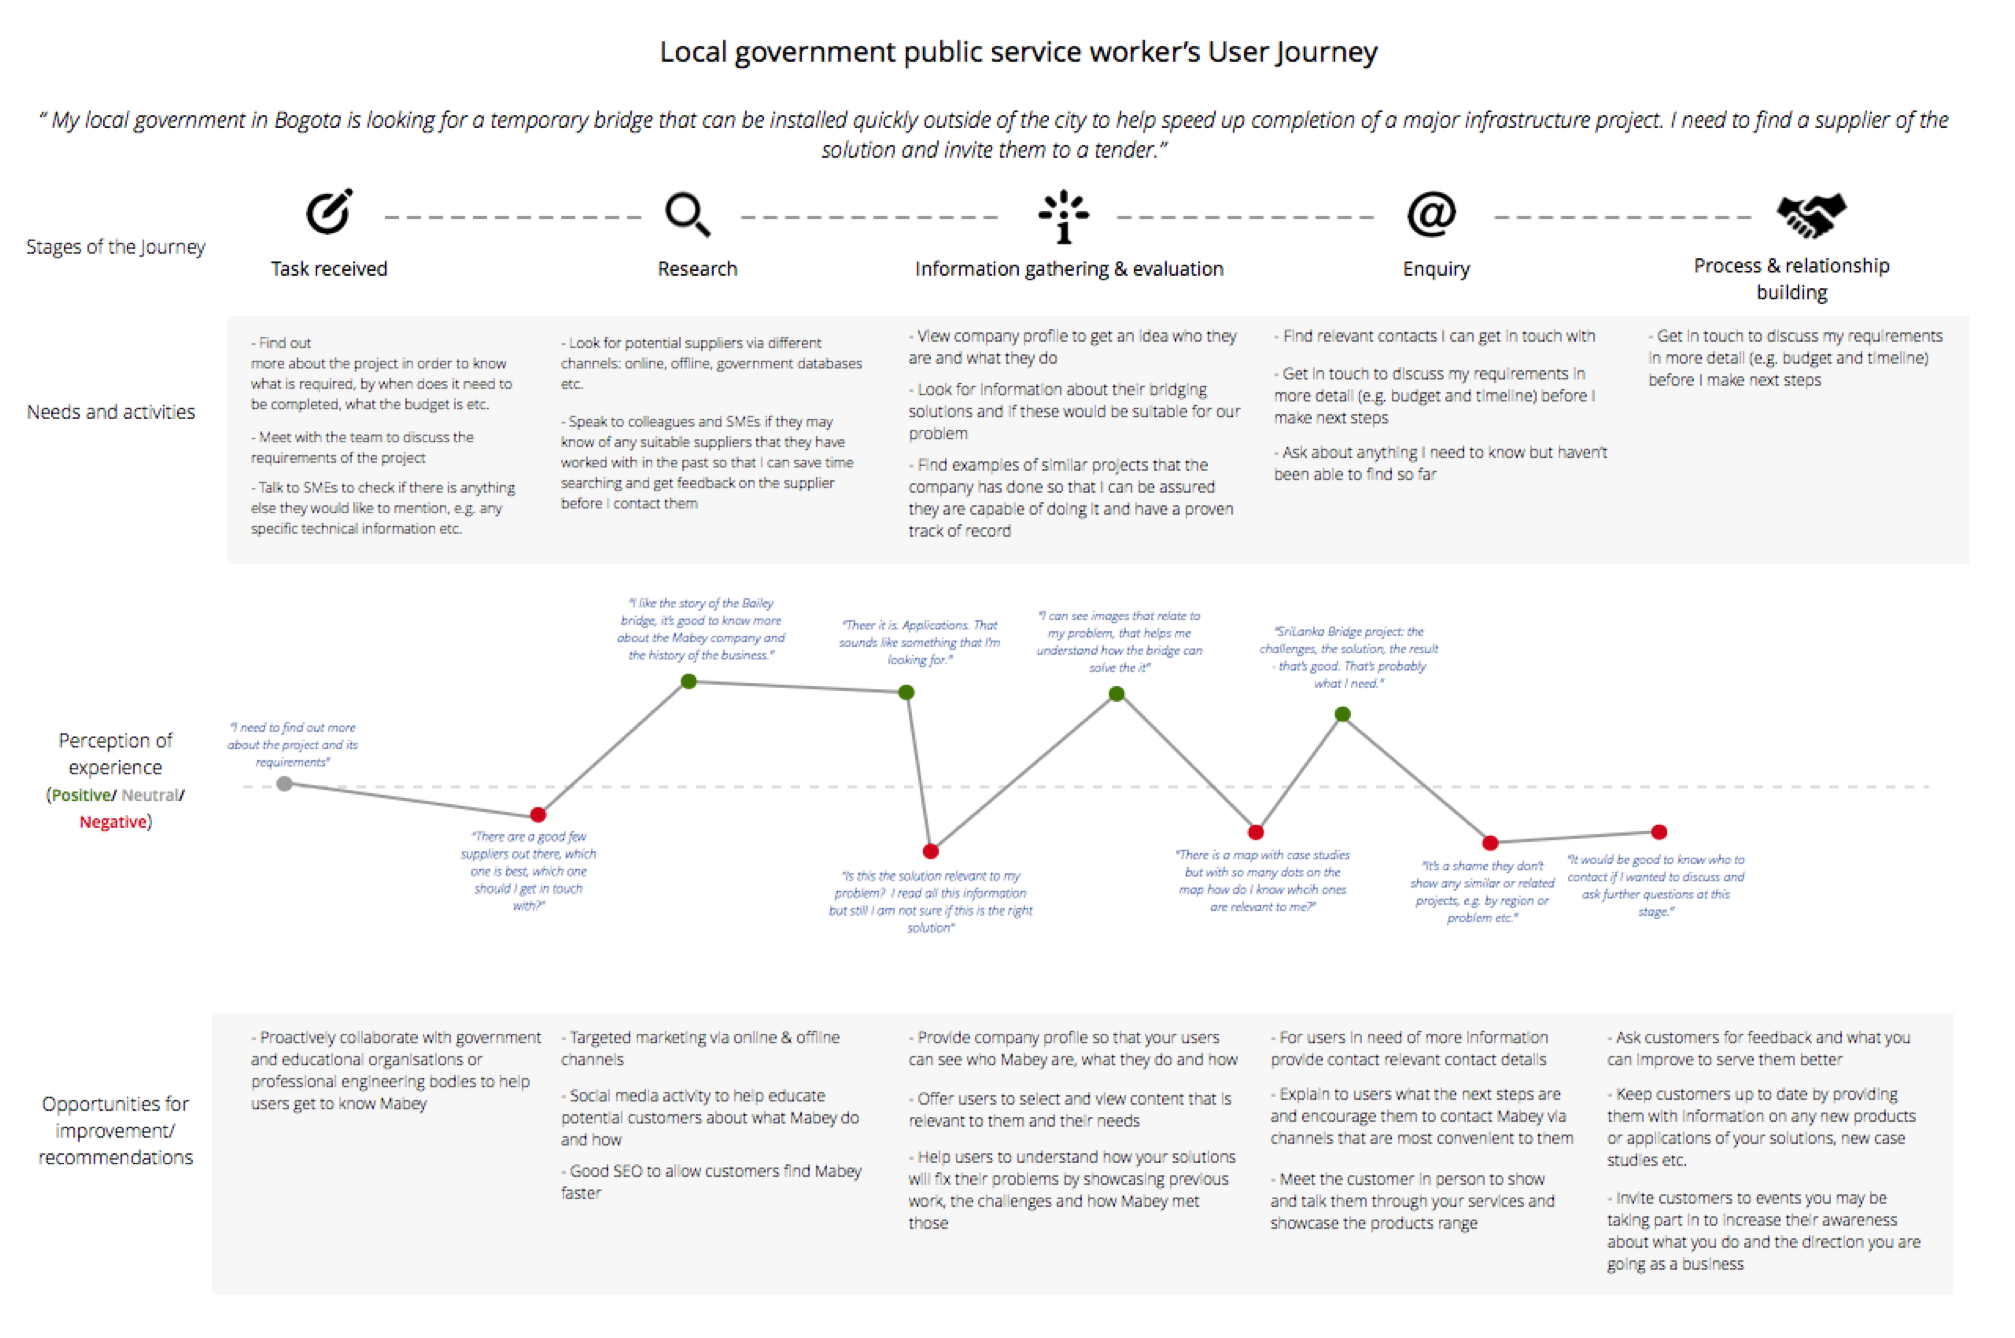 Local government public service worker's User Journey
" My local government in Bogota is looking for a temporary bridge that can be installed quickly outside of the city to help speed up completion of a major infrastructure project. I need to find a supplier of the
solution and invite them to a tender."
Stages of the Journey
Task received
Research
Information gathering & evaluation
@
Enquiry
Process & relationship
building
Needs and activities
- Find out
more about the project in order to know
what is required, by when does it need to
be completed, what the budget is etc.
- Meet with the team to discuss the
requirements of the project
- Talk to SMEs to check if there is anything
else they would like to mention, e.g. any
specific technical information etc.
- Look for potential suppliers via different
channels: online, offline, government databases
etc.
- Speak to colleagues and SMEs if they may
know of any suitable suppliers that they have
worked with in the past so that I can save time
searching and get feedback on the supplier
before I contact them
- View company profile to get an idea who they
are and what they do
- Look for information about their bridging
solutions and if these would be suitable for our
problem
- Find examples of similar projects that the
company has done so that I can be assured
they are capable of doing it and have a proven
track of record
- Find relevant contacts I can get in touch with
- Get in touch to discuss my requirements in
more detail (e.g. budget and timeline) before I
make next steps
- Ask about anything I need to know but haven't
been able to find so far
- Get in touch to discuss my requirements
in more detail (e.g. budget and timeline)
before I make next steps
Perception of
experience
(Positive/ Neutral/
Negative)
"I need to find out more
about the project and its
requirements"
"There are a good few
suppliers out there, which
one is best, which one
should I get in touch
with?"
"I like the story of the Bailey
bridge, it's good to know more
about the Mabey company and
the history of the business."
"Theer it is. Applications. That
sounds like something that I'm
looking for."
"Is this the solution relevant to my
problem? I read all this information
but still I am not sure if this is the right
solution"
"I can see images that relate to
my problem, that helps me
understand how the bridge can
solve the it"
"There is a map with case studies
but with so many dots on the
map how do I know whcih ones
are relevant to me?"
"SriLanka Bridge project: the
challenges, the solution, the result
- that's good. That's probably
what I need."
"It's a shame they don't
show any similar or related
projects, e.g. by region or
problem etc."
"It would be good to know who to
contact if I wanted to discuss and
ask further questions at this
stage."
Opportunities for
improvement/
recommendations
- Proactively collaborate with government
and educational organisations or
professional engineering bodies to help
users get to know Mabey
- Targeted marketing via online & offline
channels
- Social media activity to help educate
potential customers about what Mabey do
and how
- Good SEO to allow customers find Mabey
faster
- Provide company profile so that your users
can see who Mabey are, what they do and how
- Offer users to select and view content that is
relevant to them and their needs
- Help users to understand how your solutions
will fix their problems by showcasing previous
work, the challenges and how Mabey met
those
- For users in need of more information
provide contact relevant contact details
- Explain to users what the next steps are
and encourage them to contact Mabey via
channels that are most convenient to them
- Meet the customer in person to show
and talk them through your services and
showcase the products range
- Ask customers for feedback and what you
can improve to serve them better
- Keep customers up to date by providing
them with information on any new products
or applications of your solutions, new case
studies etc.
- Invite customers to events you may be
taking part in to increase their awareness
about what you do and the direction you are
going as a business